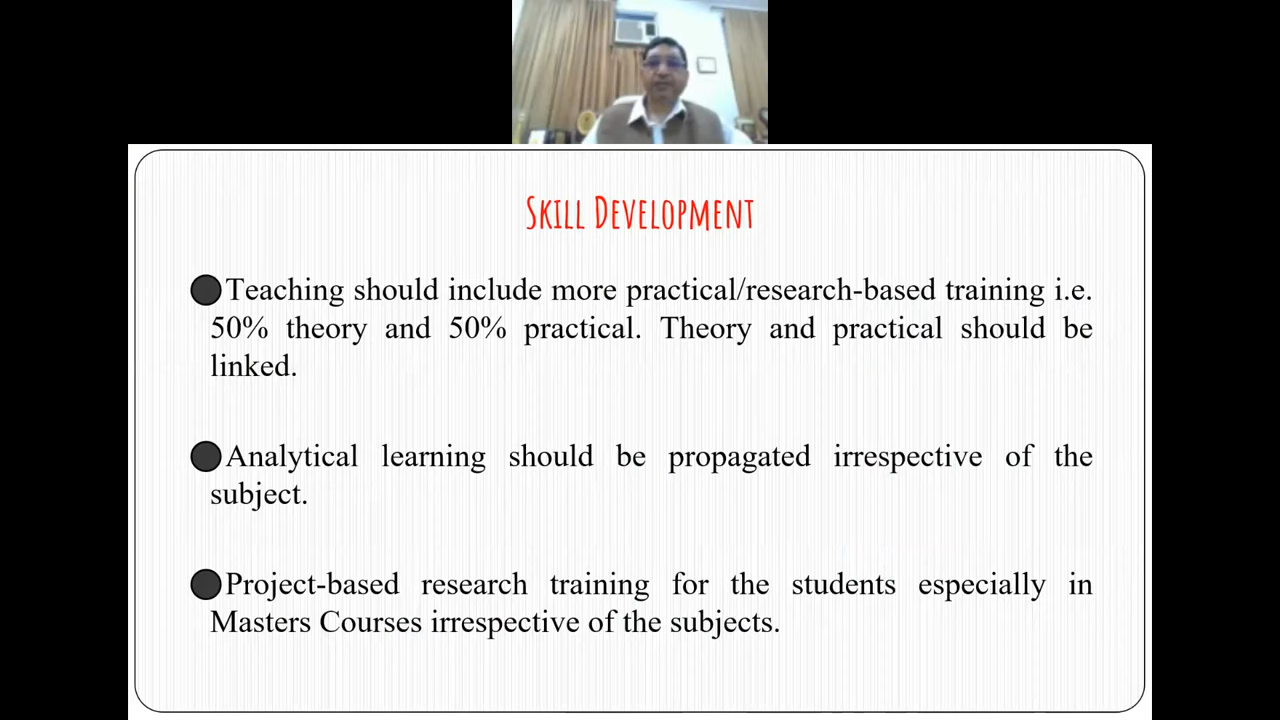 Skill Development
Teaching should include more practical/research-based training i.e.
50% theory and 50% practical. Theory and practical should be
linked.
Analytical learning should be propagated irrespective of the
subject.
Project-based research training for the students especially in
Masters Courses irrespective of the subjects.